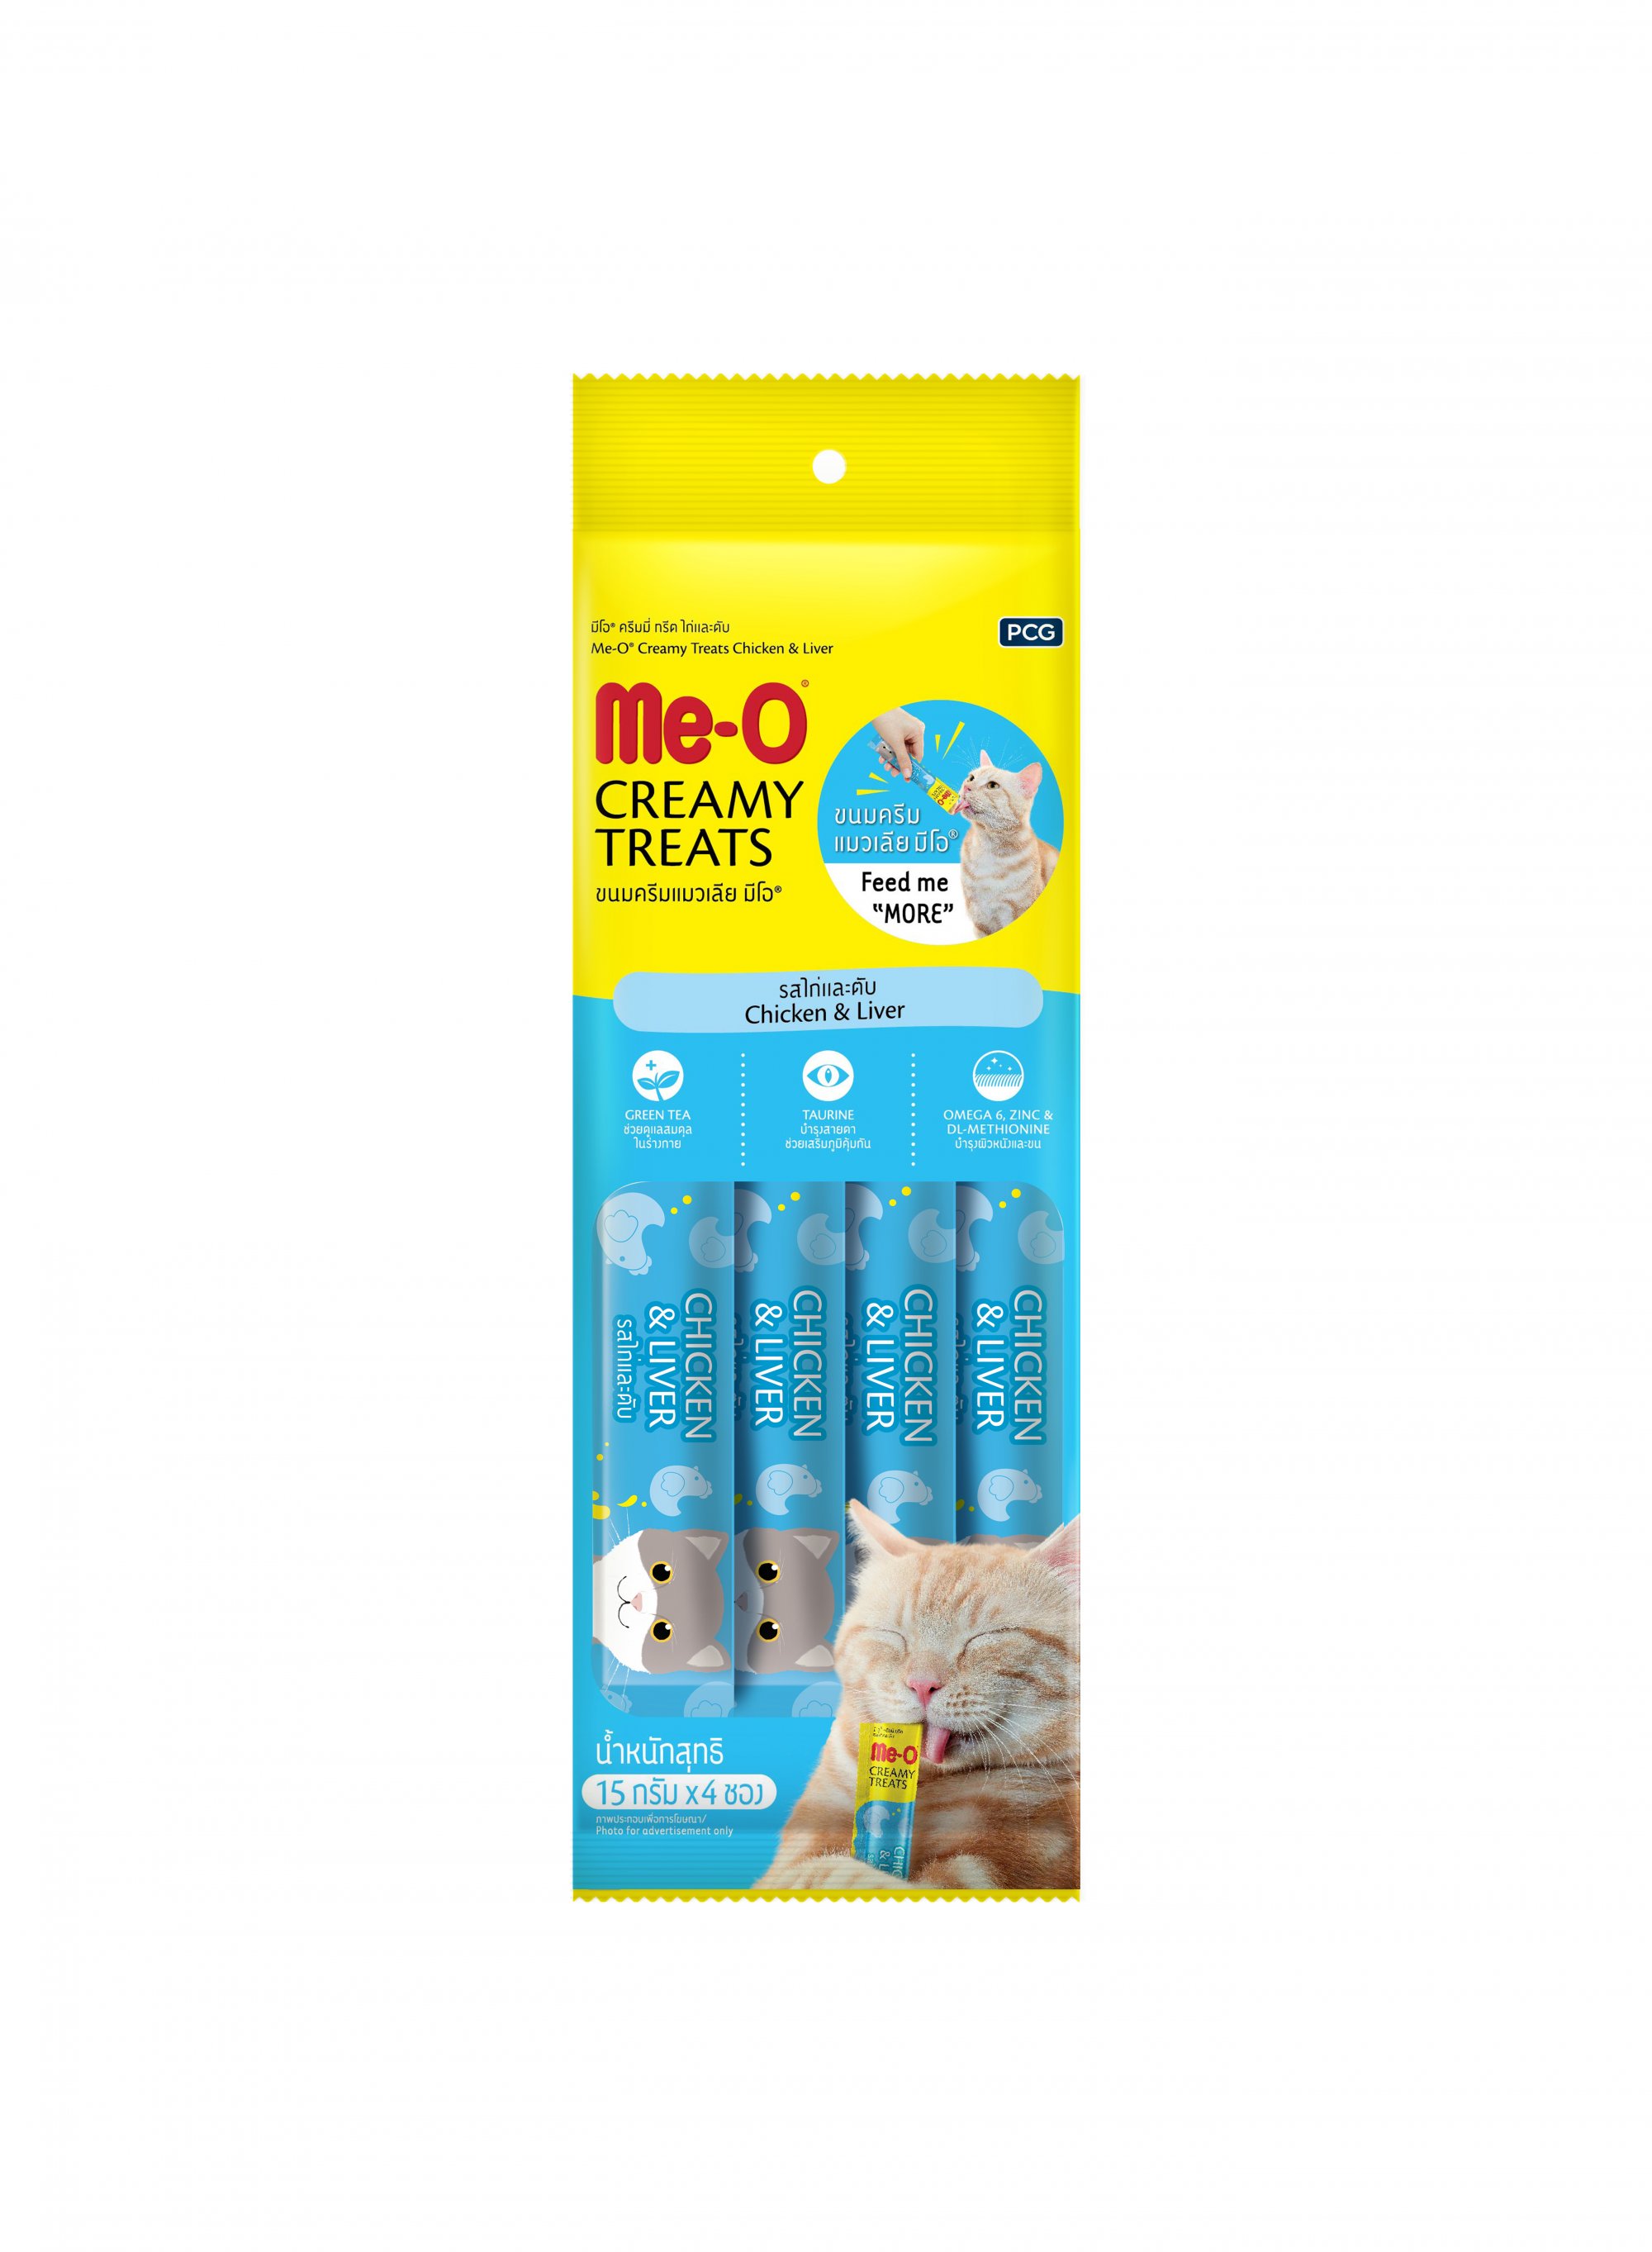 มีโอ® ครีมมี่ ทรีต ไก่และตับ
Me-O® Creamy Treats Chicken & Liver
PCG
Me-O®
CREAMY
TREATS
ขนมครีมแมวเลีย มีโอ®
ขนมครีม
แมวเลีย มีโอ®
Feed me
"MORE"
รสไก่และตับ
Chicken & Liver
GREEN TEA
ช่วยดูแลสมดุล
ในร่างกาย
TAURINE
บำรุงสายตา
ช่วยเสริมภูมิคุ้มกัน
OMEGA 6, ZINC &
DL-METHIONINE
บำรุงผิวหนังและขน
CHICKEN
& LIVER
รสไก่และตับ
CHICKEN
& LIVER
CHICKEN
& LIVER
CHICKEN
& LIVER
Me-O
CREAMY
TREATS
น้ำหนักสุทธิ
15 กรัม x4 ซอง
ภาพประกอบเพื่อการโฆษณา/
Photo for advertisement only